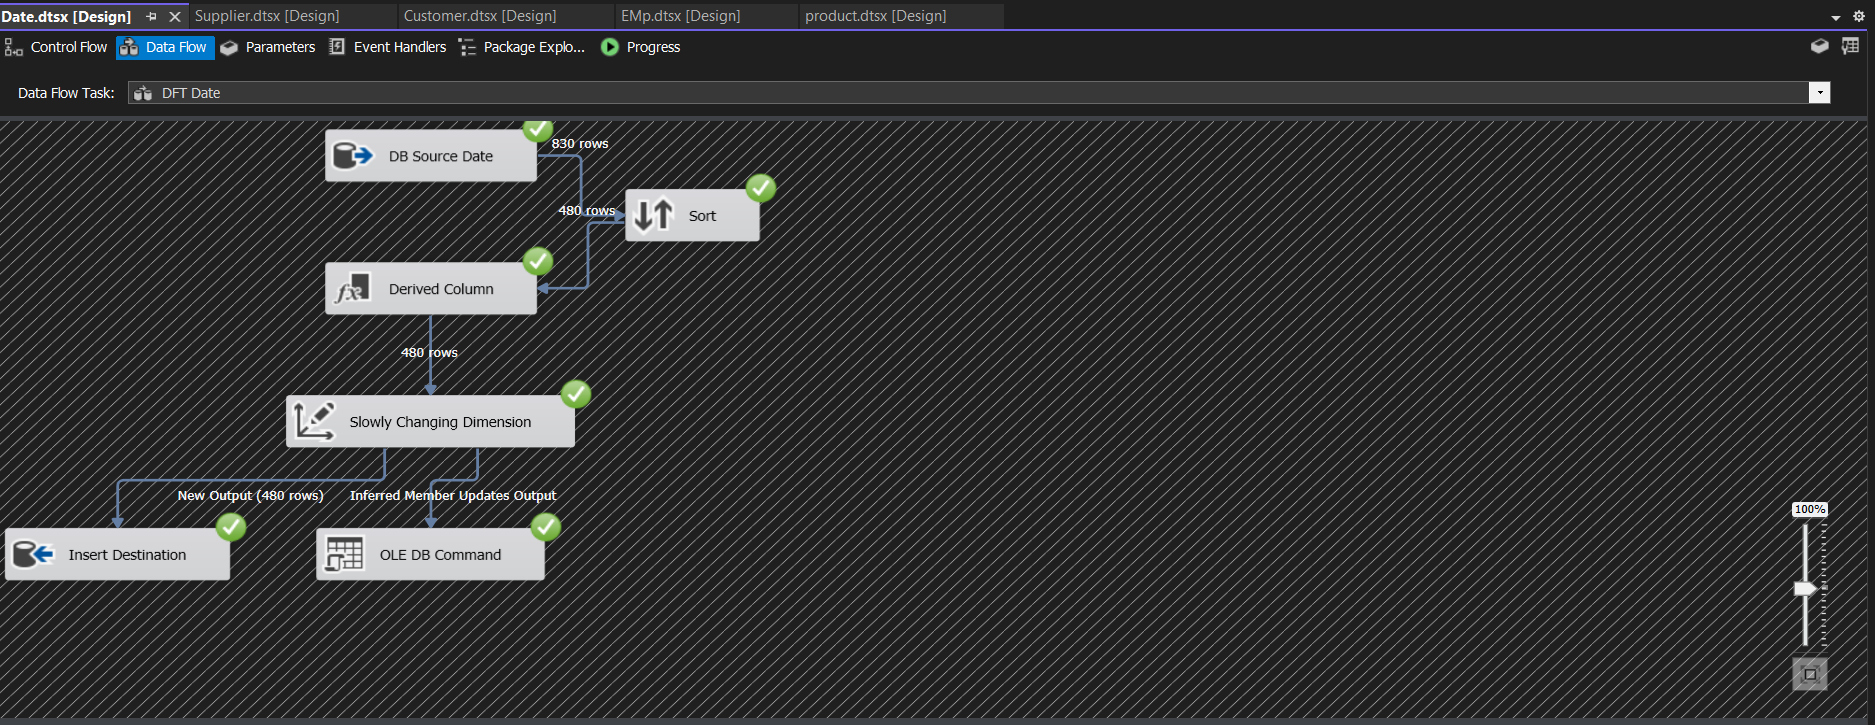 Date.dtsx [Design]
Supplier.dtsx [Design]
Customer.dtsx [Design]
EMp.dtsx [Design]
product.dtsx [Design]
Control Flow
Data Flow
Parameters
Event Handlers
Package Explo...
Progress
Data Flow Task:
DFT Date
DB Source Date
830 rows
480 rows
Sort
Derived Column
480 rows
Slowly Changing Dimension
New Output (480 rows)
Inferred Member Updates Output
100%
Insert Destination
OLE DB Command